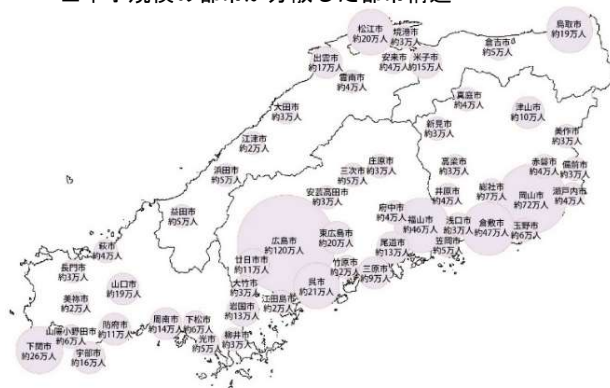 松江市
約20万人
境港市
約3万人
鳥取市
約19万人
出雲市
約17万人
安来市
約4万人
米子市
約15万人
倉吉市
約5万人
雲南市
約4万人
大田市
約3万人
真庭市
約4万人
津山市
約10万人
新見市
約3万人
美作市
約3万人
江津市
約2万人
浜田市
約5万人
三次市
約5万人
庄原市
約3万人
高梁市
約3万人
赤磐市
約4万人
備前市
約3万人
安芸高田市
約3万人
井原市
約4万人
総社市
約7万人
岡山市
約72万人
瀬戸内市
約4万人
益田市
約5万人
府中市
約4万人
福山市
約46万人
浅口市
約3万人
倉敷市
約47万人
玉野市
約6万人
広島市
約120万人
東広島市
約20万人
尾道市
約13万人
笠岡市
約5万人
萩市
約4万人
廿日市市
約11万人
竹原市
約2万人
三原市
約9万人
長門市
約3万人
大竹市
約3万人
呉市
約21万人
山口市
約19万人
江田島市
約2万人
美祢市
約2万人
岩国市
約13万人
山陽小野田市
約6万人
防府市
約11万人
周南市
約14万人
下松市
約6万人
光市
約5万人
柳井市
約3万人
下関市
約26万人
宇部市
約16万人